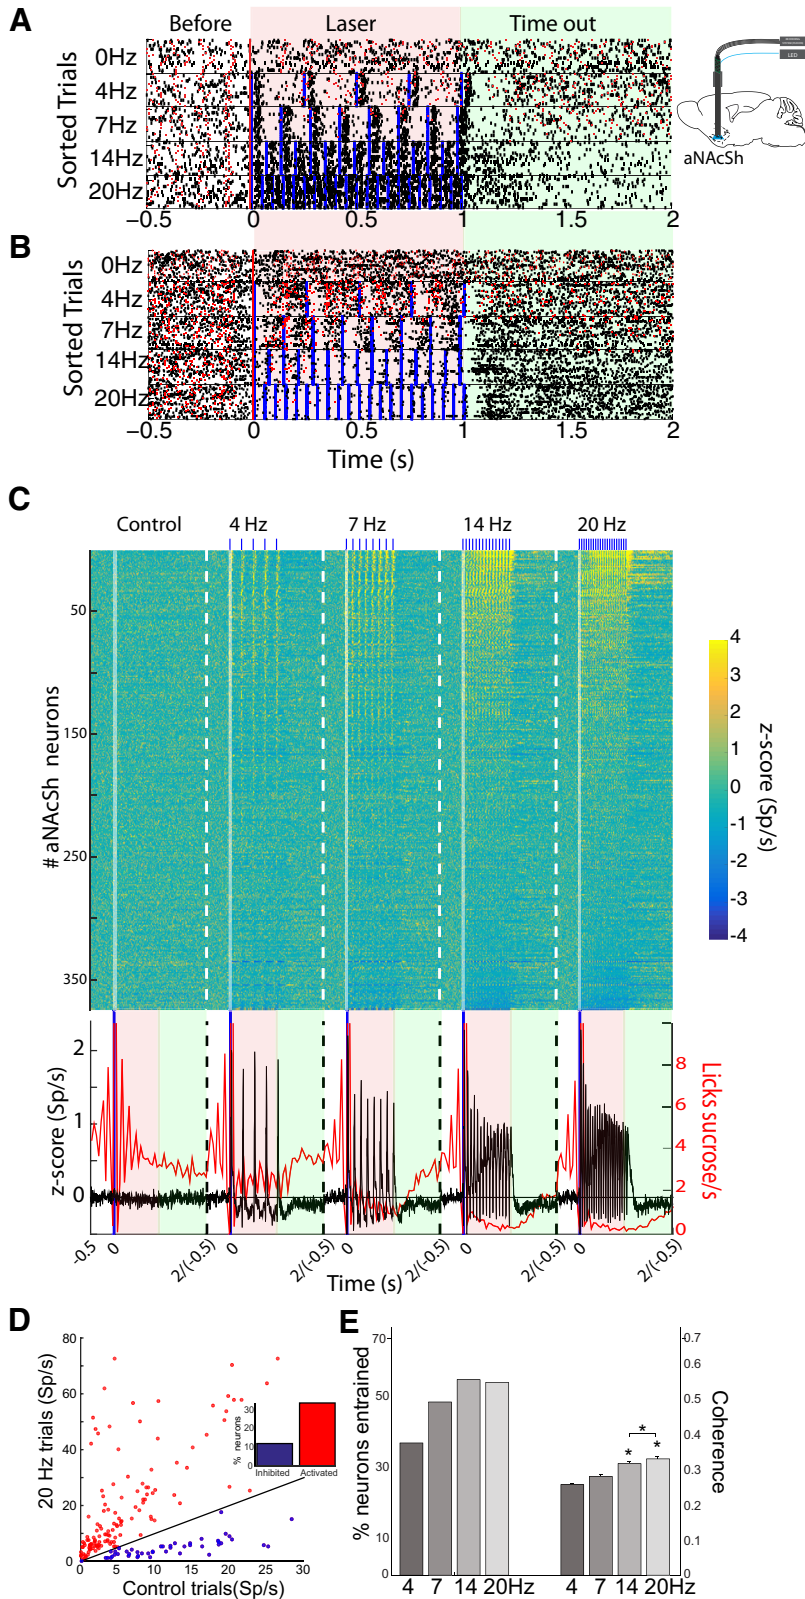 A
Before
Laser
Time out
Sorted Trials
0Hz
4Hz
7Hz
14Hz
20Hz
−0.5
0
0.5
1
1.5
2
LED
aNAcSh
B
Sorted Trials
0Hz
4Hz
7Hz
14Hz
20Hz
−0.5
0
0.5
1
1.5
2
Time (s)
C
Control
4 Hz
7 Hz
14 Hz
20 Hz
# aNAcSh neurons
50
150
250
350
4
3
2
1
0
-1
-2
-3
-4
z-score (Sp/s)
z-score (Sp/s)
2
1
0
8
6
4
2
0
Licks sucrose/s
-0.5
0
2/(-0.5)
0
2/(-0.5)
0
2/(-0.5)
0
2/(-0.5)
0
2/(-0.5)
Time (s)
D
20 Hz trials (Sp/s)
80
60
40
20
0
0
5
10
15
20
25
30
Control trials(Sp/s)
% neurons
30
20
10
0
Inhibited
Activated
E
% neurons entrained
70
50
30
10
0
0.7
0.6
0.5
0.4
0.3
0.2
0.1
0
Coherence
*
*
*
4
7
14
20Hz
4
7
14
20Hz